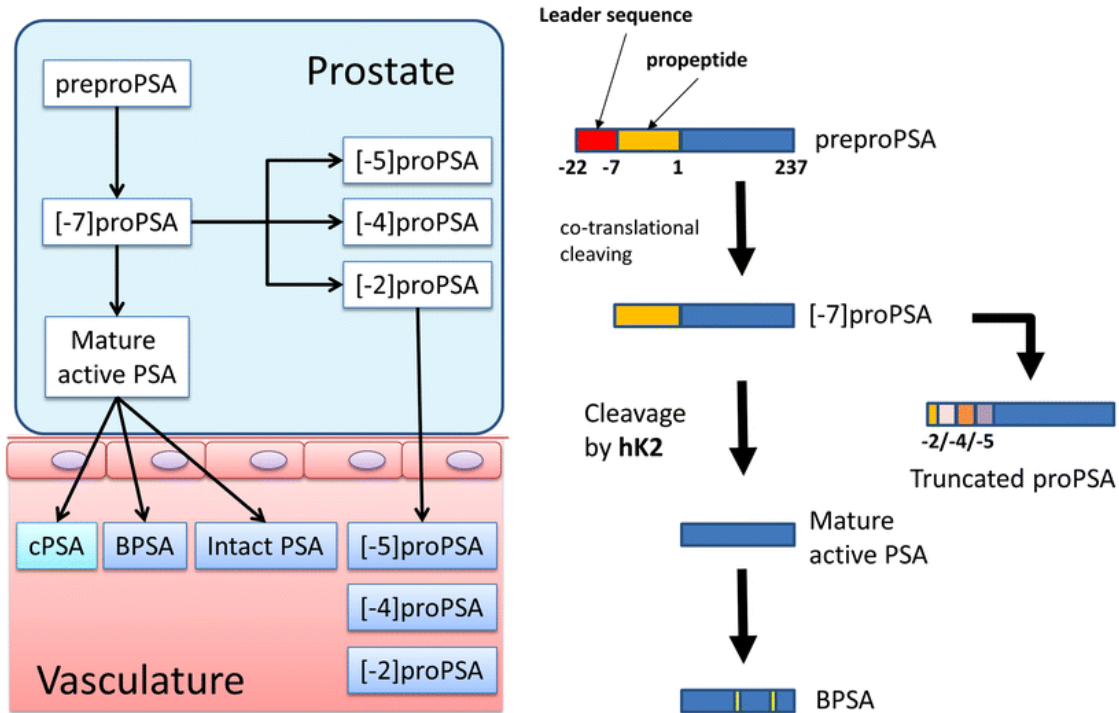 Prostate
preproPSA
[-7]proPSA
[-5]proPSA
[-4]proPSA
[-2]proPSA
Mature
active PSA
cPSA
BPSA
Intact PSA
[-5]proPSA
[-4]proPSA
[-2]proPSA
Vasculature
Leader sequence
propeptide
preproPSA
-22 -7 1 237
co-translational
cleaving
[-7]proPSA
Cleavage
by hK2
-2/-4/-5
Truncated proPSA
Mature
active PSA
BPSA